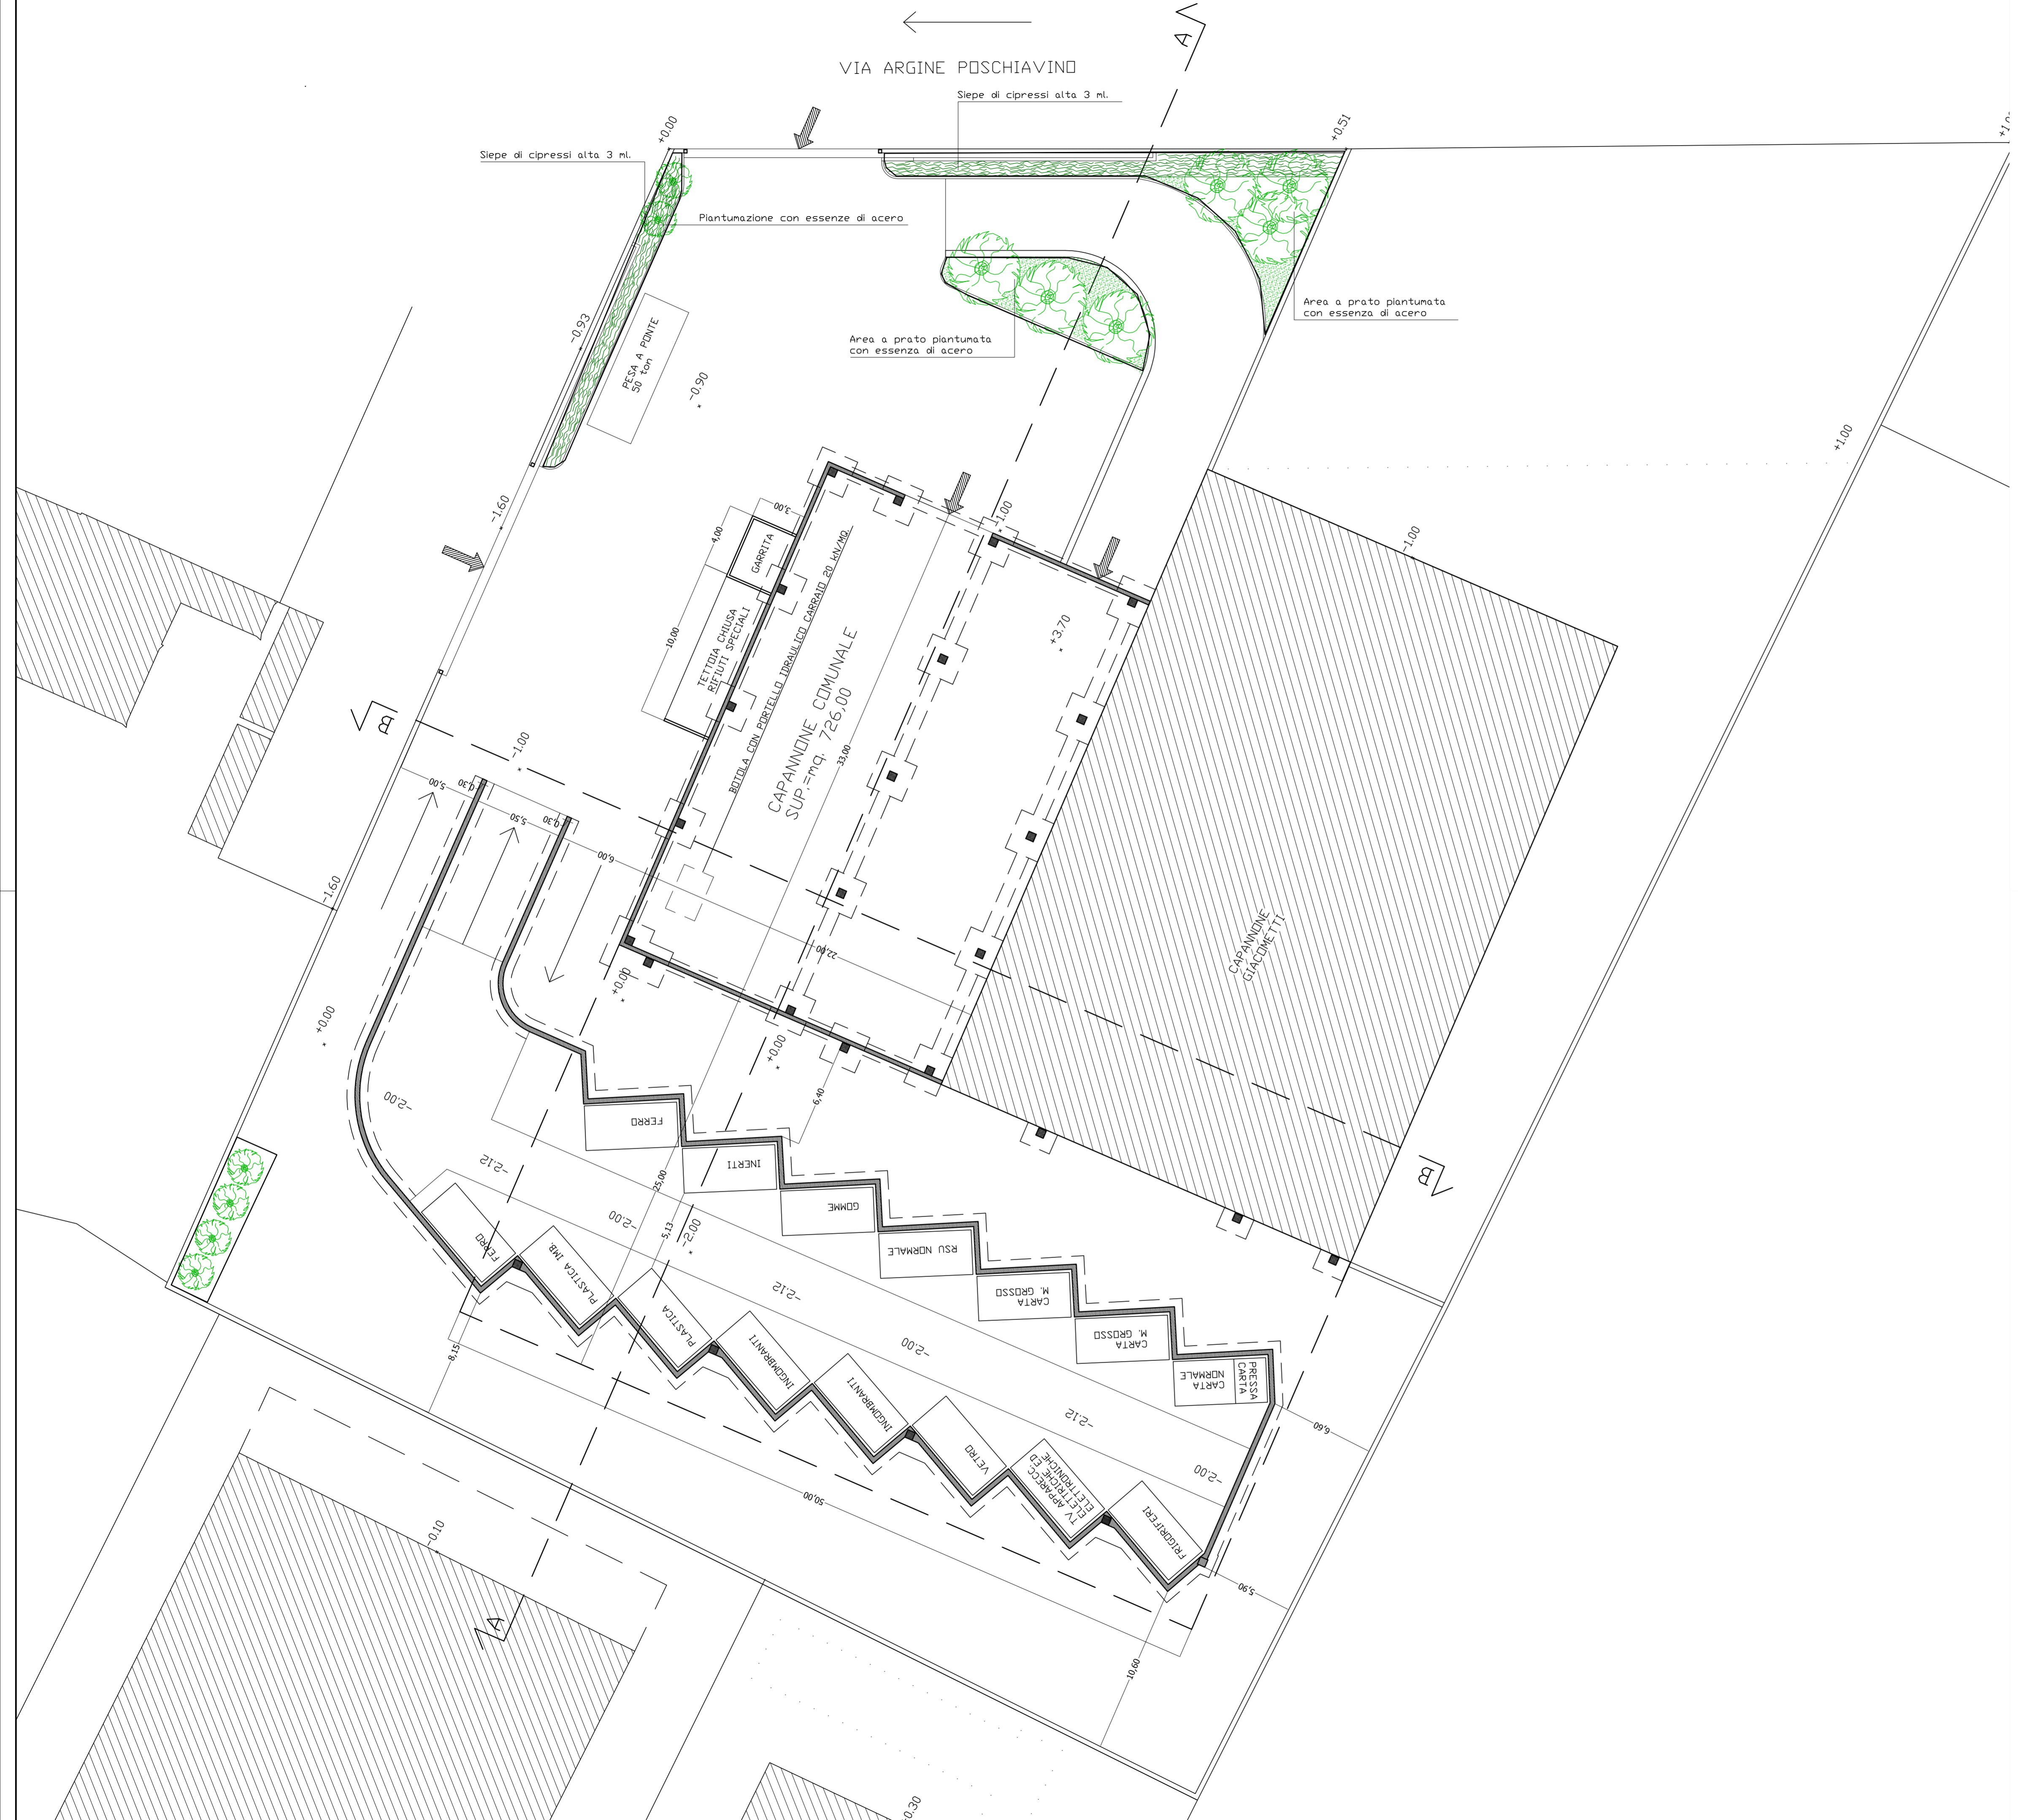 VIA ARGINE POSCHIAVINO
A
Siepe di cipressi alta 3 ml.
Siepe di cipressi alta 3 ml.
+0.00
+0.51
Piantumazione con essenze di acero
Area a prato piantumata
con essenza di acero
Area a prato piantumata
con essenza di acero
-0.93
PESA A PONTE
50 ton
-0.90
+1.00
-1.60
3,00
4,00
GARRITA
-1.00
10,00
TETTOIA CHIUSA
RIFIUTI SPECIALI
BOTOLA CON PORTELLO IDRAULICO CARRAIO 20 kN/MQ.
CAPANNONE COMUNALE
SUP.=mq. 726,00
33,00
+3.70
B
-1.00
5,00
0,30
5,50
0,30
6,00
22,00
-1.60
+0.00
+0.00
+0.00
CAPANNONE
GIACOMETTI
6,40
-2.00
-2.12
-2.00
25,00
5,13
-2.00
-2.12
-2.00
-2.12
-2.00
FERRO
INERTI
GOMME
RSU NORMALE
CARTA
M. GROSSO
CARTA
M. GROSSO
CARTA
NORMALE
PRESSA
CARTA
B
FERRO
PLASTICA IMB.
PLASTICA
INGOMBRANTI
INGOMBRANTI
VETRO
TV
APPARECC.
ELETTRICHE ED
ELETTRONICHE
FRIGORIFERI
8,15
50,00
6,60
5,90
10,60
-0.10
A